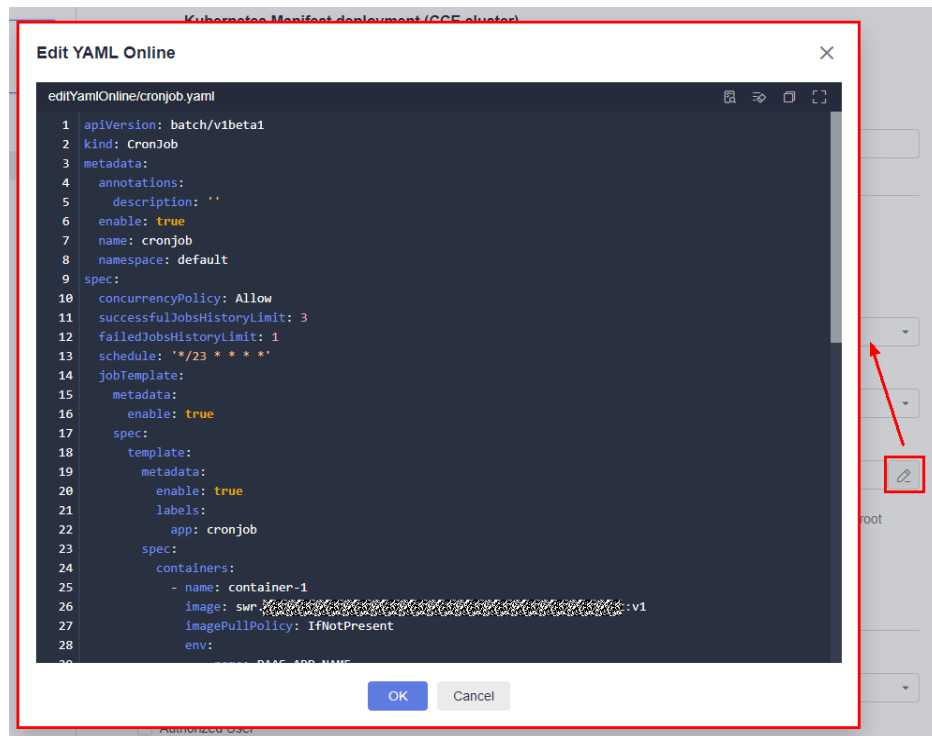 Kubernetes Manifest deployment (CCE cluster)
Edit YAML Online
editYamlOnline/cronjob.yaml
1 apiVersion: batch/v1beta1
2 kind: CronJob
3 metadata:
4 annotations:
5 description: ''
6 enable: true
7 name: cronjob
8 namespace: default
9 spec:
10 concurrencyPolicy: Allow
11 successfulJobsHistoryLimit: 3
12 failedJobsHistoryLimit: 1
13 schedule: '*/23 * * * *'
14 jobTemplate:
15 metadata:
16 enable: true
17 spec:
18 template:
19 metadata:
20 enable: true
21 labels:
22 app: cronjob
23 spec:
24 containers:
25 - name: container-1
26 image: swr. :v1
27 imagePullPolicy: IfNotPresent
28 env:
29 - name: PAAS_APP_NAME
root
OK Cancel
Authorized User